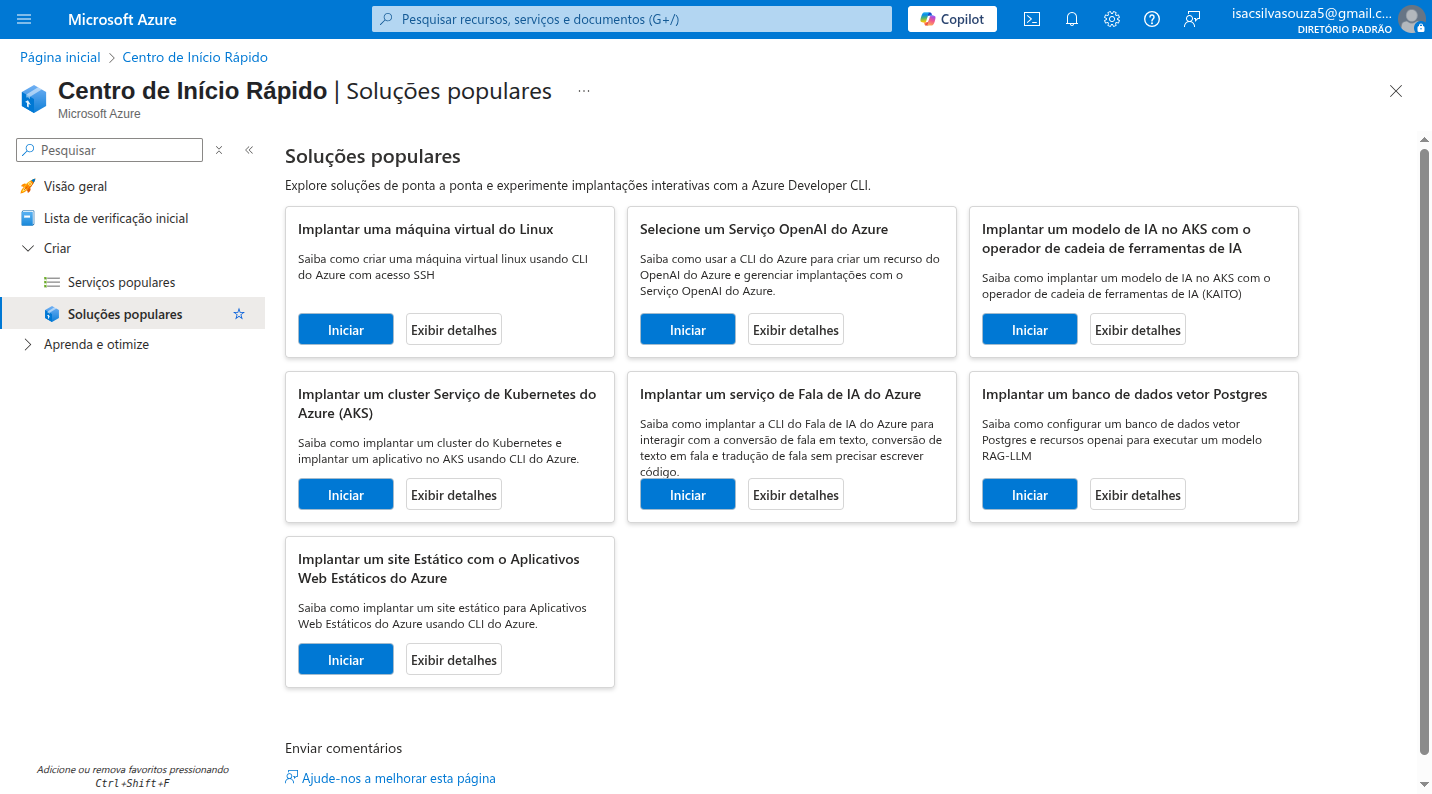 Microsoft Azure
Pesquisar recursos, serviços e documentos (G+/)
Copilot
isacsilvasouza5@gmail.c...
DIRETÓRIO PADRÃO
Página inicial > Centro de Início Rápido
Centro de Início Rápido | Soluções populares ...
Microsoft Azure
Pesquisar
Visão geral
Lista de verificação inicial
Criar
Serviços populares
Soluções populares
Aprenda e otimize
Adicione ou remova favoritos pressionando
Ctrl+Shift+F
Soluções populares
Explore soluções de ponta a ponta e experimente implantações interativas com a Azure Developer CLI.
Implantar uma máquina virtual do Linux
Saiba como criar uma máquina virtual linux usando CLI
do Azure com acesso SSH
Iniciar Exibir detalhes
Selecione um Serviço OpenAI do Azure
Saiba como usar a CLI do Azure para criar um recurso do
OpenAI do Azure e gerenciar implantações com o
Serviço OpenAI do Azure.
Iniciar Exibir detalhes
Implantar um modelo de IA no AKS com o
operador de cadeia de ferramentas de IA
Saiba como implantar um modelo de IA no AKS com o
operador de cadeia de ferramentas de IA (KAITO)
Iniciar Exibir detalhes
Implantar um cluster Serviço de Kubernetes do
Azure (AKS)
Saiba como implantar um cluster do Kubernetes e
implantar um aplicativo no AKS usando CLI do Azure.
Iniciar Exibir detalhes
Implantar um serviço de Fala de IA do Azure
Saiba como implantar a CLI do Fala de IA do Azure para
interagir com a conversão de fala em texto, conversão de
texto em fala e tradução de fala sem precisar escrever
código.
Iniciar Exibir detalhes
Implantar um banco de dados vetor Postgres
Saiba como configurar um banco de dados vetor
Postgres e recursos openai para executar um modelo
RAG-LLM
Iniciar Exibir detalhes
Implantar um site Estático com o Aplicativos
Web Estáticos do Azure
Saiba como implantar um site estático para Aplicativos
Web Estáticos do Azure usando CLI do Azure.
Iniciar Exibir detalhes
Enviar comentários
Ajude-nos a melhorar esta página